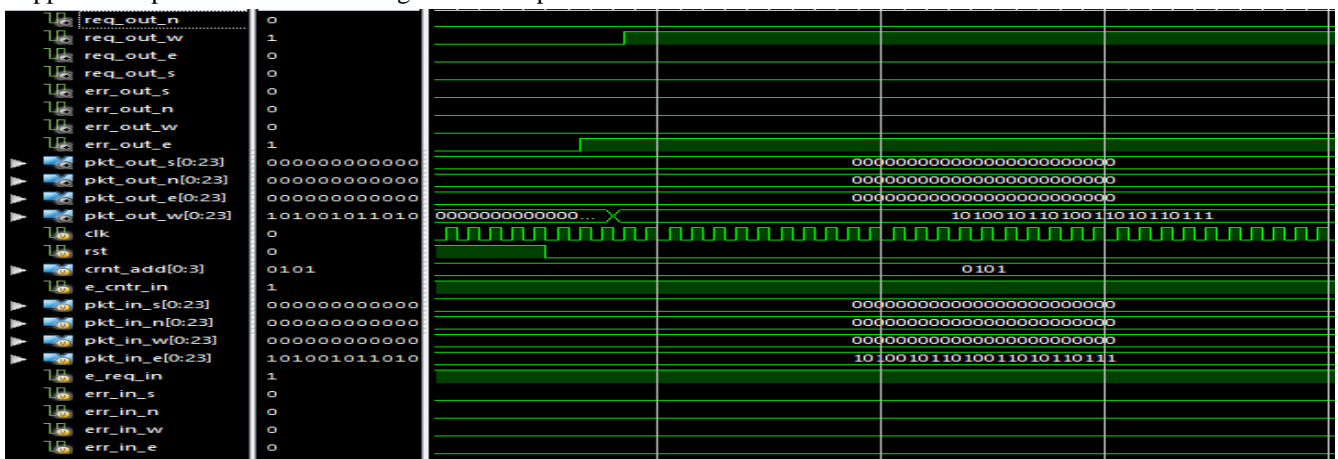 req_out_n 0
req_out_w 1
req_out_e 0
req_out_s 0
err_out_s 0
err_out_n 0
err_out_w 0
err_out_e 1
pkt_out_s[0:23] 000000000000 000000000000000000000000
pkt_out_n[0:23] 000000000000 000000000000000000000000
pkt_out_e[0:23] 000000000000 000000000000000000000000
pkt_out_w[0:23] 101001011010 0000000000000... 101001011010011010110111
clk 0
rst 0
crnt_add[0:3] 0101 0101
e_cntr_in 1
pkt_in_s[0:23] 000000000000 000000000000000000000000
pkt_in_n[0:23] 000000000000 000000000000000000000000
pkt_in_w[0:23] 000000000000 000000000000000000000000
pkt_in_e[0:23] 101001011010 101001011010011010110111
e_req_in 1
err_in_s 0
err_in_n 0
err_in_w 0
err_in_e 0